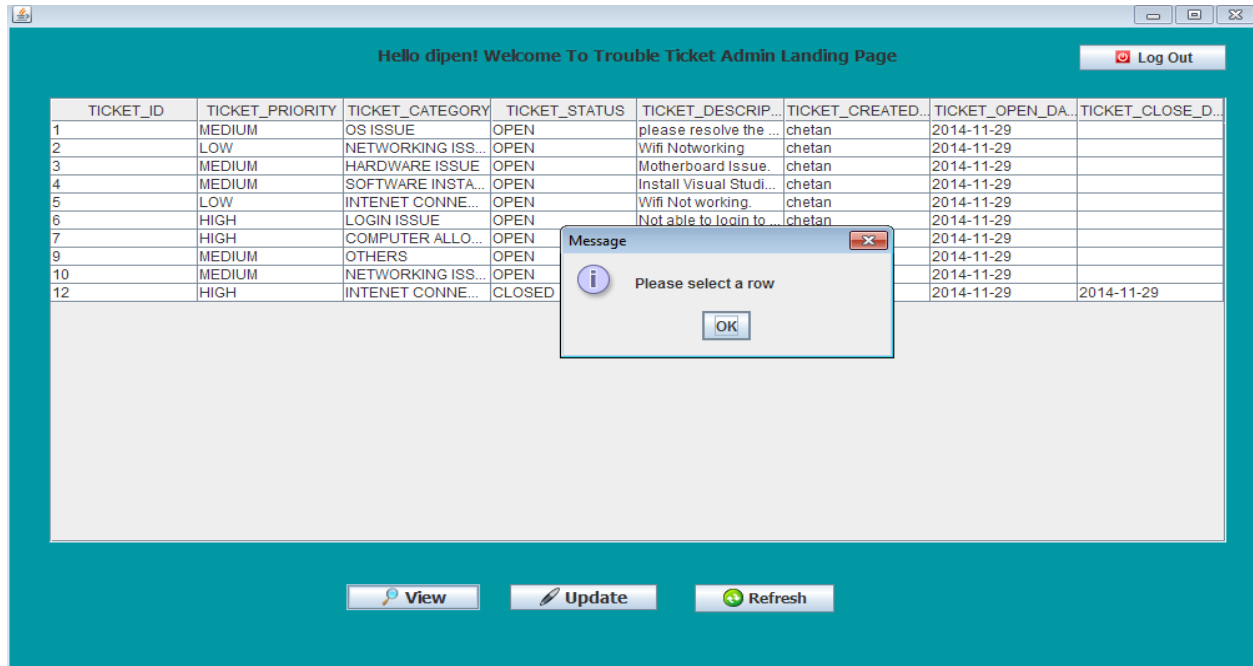 Hello dipen! Welcome To Trouble Ticket Admin Landing Page
Log Out
TICKET_ID TICKET_PRIORITY TICKET_CATEGORY TICKET_STATUS TICKET_DESCRIP... TICKET_CREATED... TICKET_OPEN_DA... TICKET_CLOSE_D...
1 MEDIUM OS ISSUE OPEN please resolve the ... chetan 2014-11-29
2 LOW NETWORKING ISS... OPEN Wifi Notworking chetan 2014-11-29
3 MEDIUM HARDWARE ISSUE OPEN Motherboard Issue. chetan 2014-11-29
4 MEDIUM SOFTWARE INSTA... OPEN Install Visual Studi... chetan 2014-11-29
5 LOW INTENET CONNE... OPEN Wifi Not working. chetan 2014-11-29
6 HIGH LOGIN ISSUE OPEN Not able to login to ... chetan 2014-11-29
7 HIGH COMPUTER ALLO... OPEN 2014-11-29
9 MEDIUM OTHERS OPEN 2014-11-29
10 MEDIUM NETWORKING ISS... OPEN 2014-11-29
12 HIGH INTENET CONNE... CLOSED 2014-11-29 2014-11-29
Message
Please select a row
OK
View Update Refresh